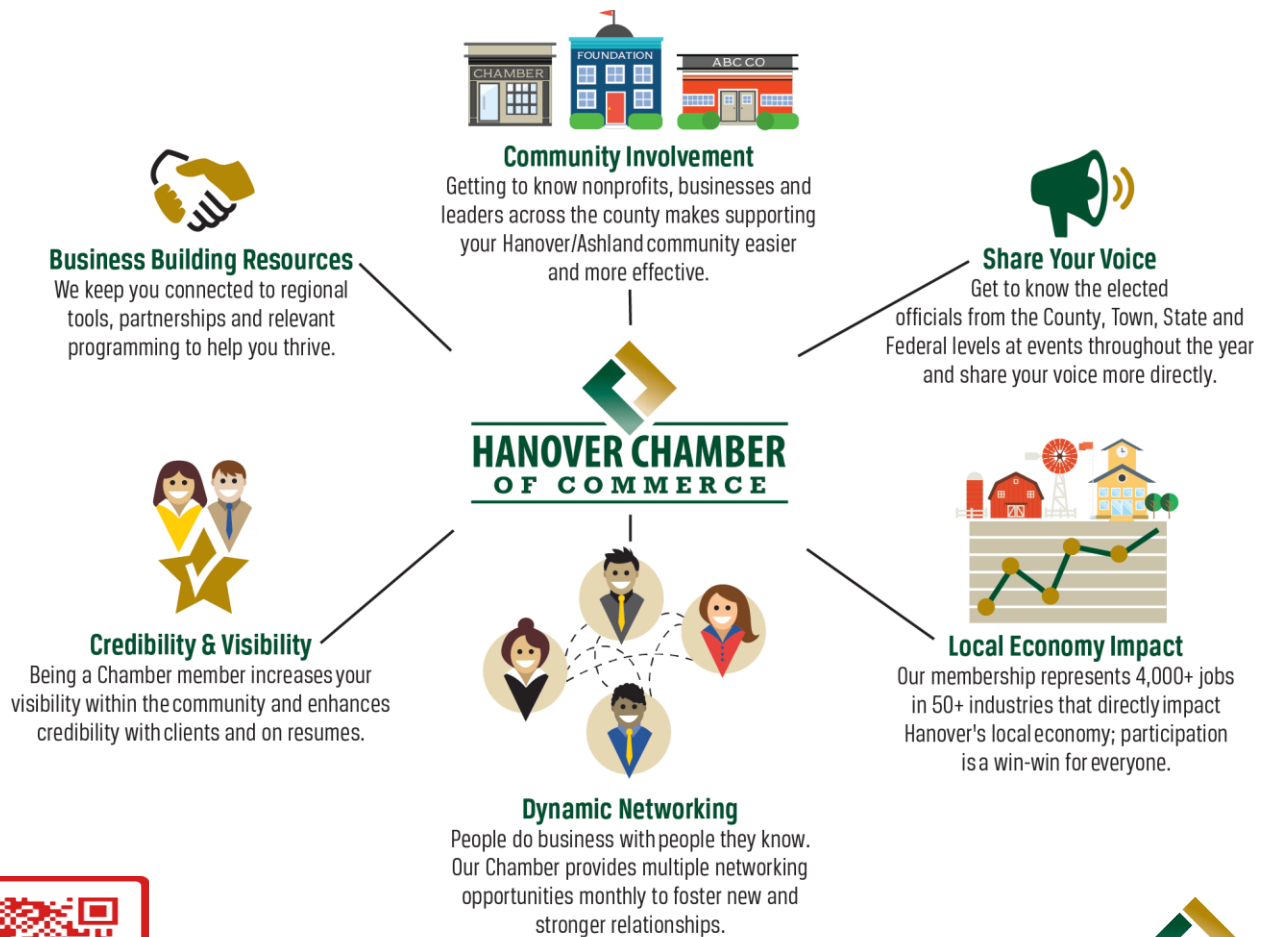 CHAMBER
FOUNDATION
ABC CO
Community Involvement
Getting to know nonprofits, businesses and
leaders across the county makes supporting
your Hanover/Ashland community easier
and more effective.
Business Building Resources
We keep you connected to regional
tools, partnerships and relevant
programming to help you thrive.
Share Your Voice
Get to know the elected
officials from the County, Town, State and
Federal levels at events throughout the year
and share your voice more directly.
HANOVER CHAMBER
OF COMMERCE
Credibility & Visibility
Being a Chamber member increases your
visibility within the community and enhances
credibility with clients and on resumes.
Local Economy Impact
Our membership represents 4,000+ jobs
in 50+ industries that directly impact
Hanover's local economy; participation
is a win-win for everyone.
Dynamic Networking
People do business with people they know.
Our Chamber provides multiple networking
opportunities monthly to foster new and
stronger relationships.